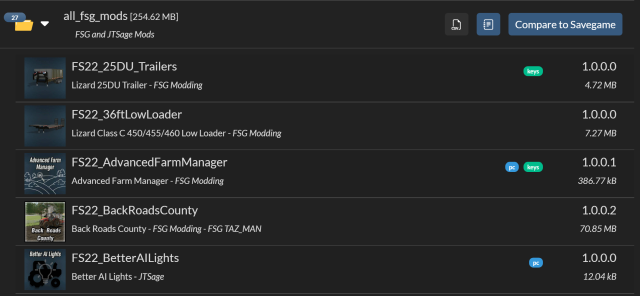 27
all_fsg_mods [254.62 MB]
FSG and JTSage Mods
Compare to Savegame
FS22_25DU_Trailers
keys
1.0.0.0
Lizard 25DU Trailer - FSG Modding
4.72 MB
FS22_36ftLowLoader
1.0.0.0
Lizard Class C 450/455/460 Low Loader - FSG Modding
7.27 MB
Advanced Farm
Manager
FS22_AdvancedFarmManager
pc keys
1.0.0.1
Advanced Farm Manager - FSG Modding
386.77 kB
FS22_BackRoadsCounty
1.0.0.2
Back Roads
County
Back Roads County - FSG Modding - FSG TAZ_MAN
70.85 MB
Better AI Lights
FS22_BetterAILights
pc
1.0.0.0
Better AI Lights - JTSage
12.04 kB